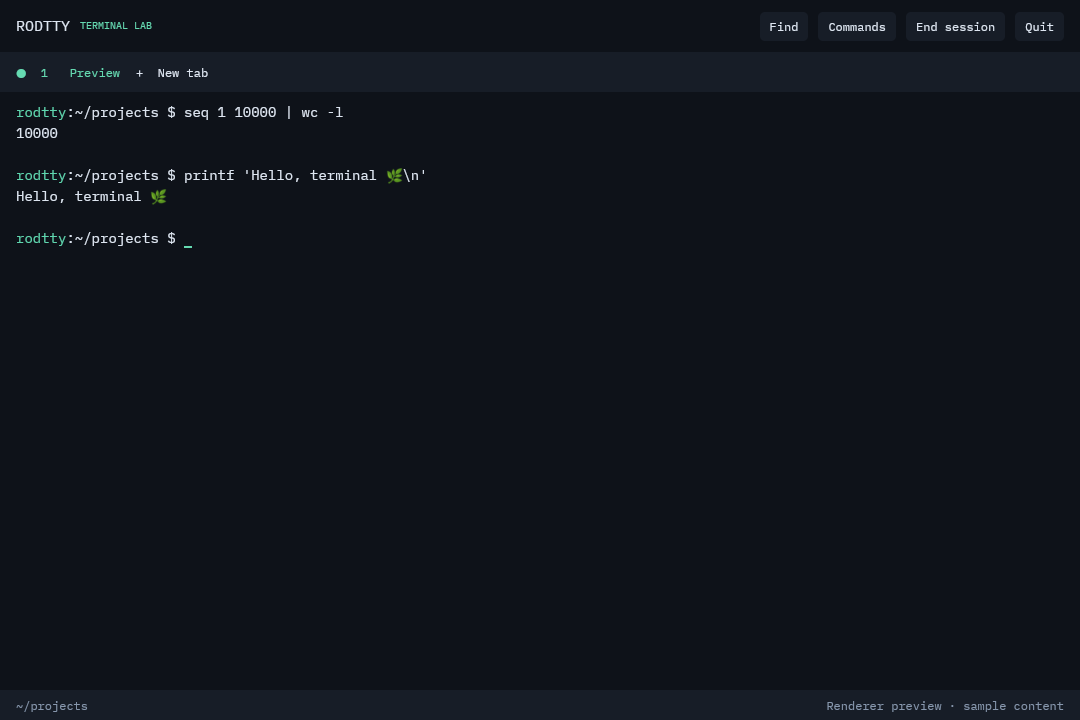 RODTTY TERMINAL LAB Find Commands End session Quit
1 Preview + New tab
rodtty:~/projects $ seq 1 10000 | wc -l
10000
rodtty:~/projects $ printf 'Hello, terminal 🌿\n'
Hello, terminal 🌿
rodtty:~/projects $ _
~/projects Renderer preview · sample content